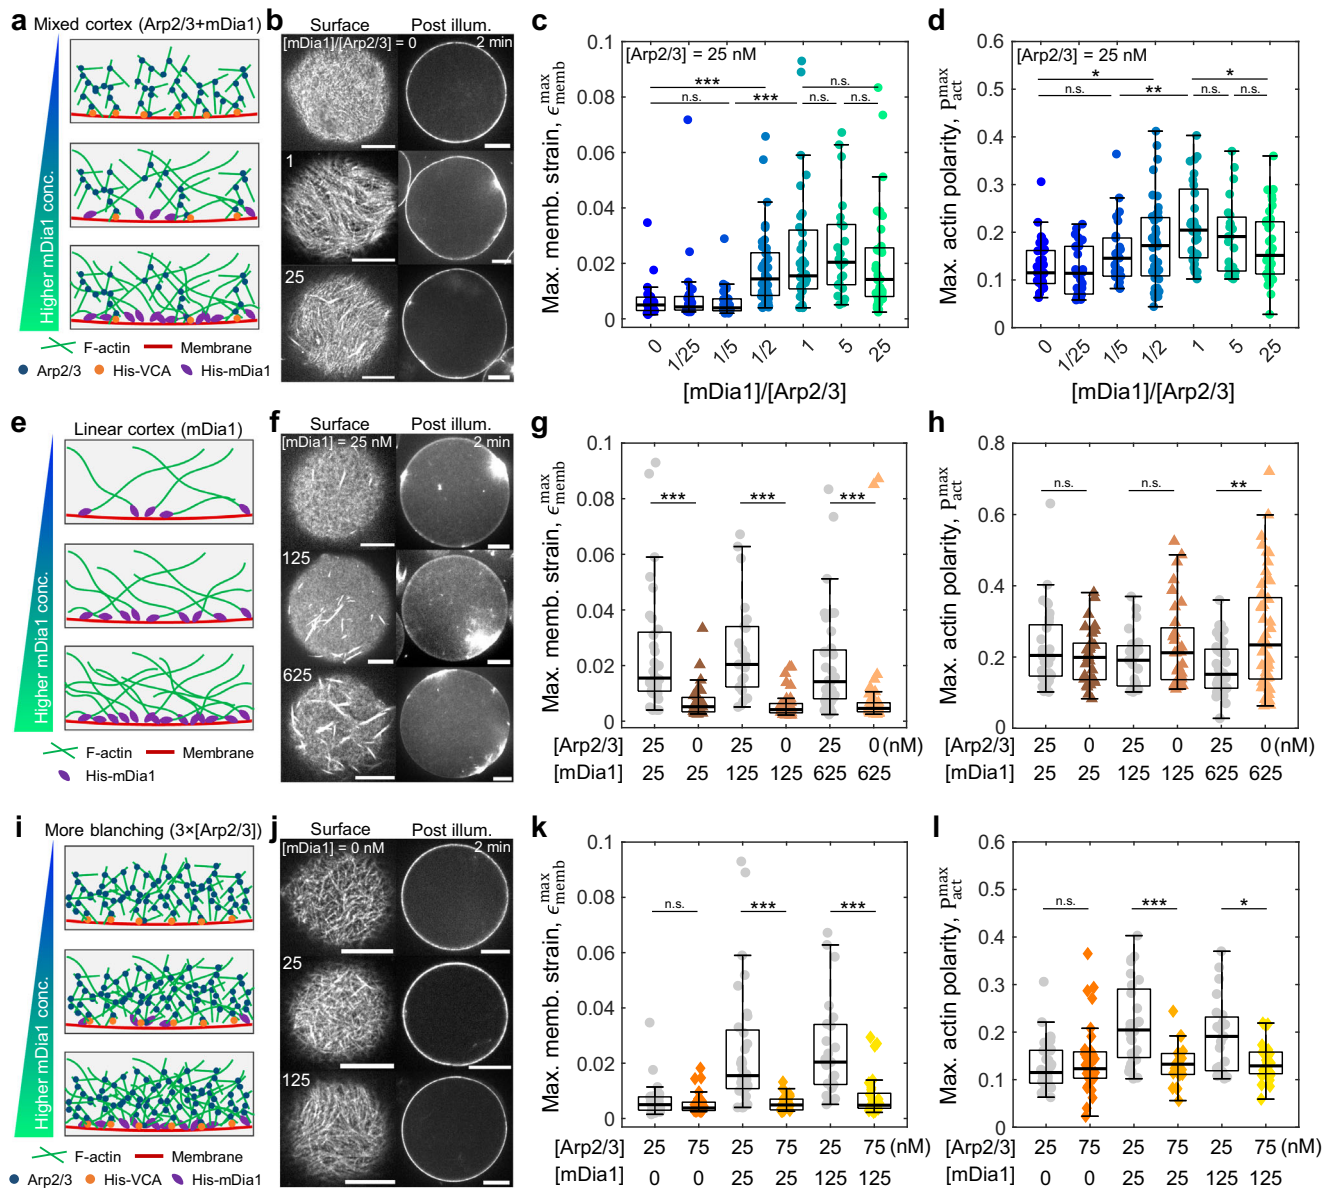 a Mixed cortex (Arp2/3+mDia1)
Higher mDia1 conc.
F-actin Membrane
Arp2/3 His-VCA His-mDia1
b Surface Post illum.
[mDia1]/[Arp2/3] = 0 2 min
1
25
c
[Arp2/3] = 25 nM
*** n.s.
n.s. *** n.s. n.s.
Max. memb. strain, ϵ_memb^max
0.1
0.08
0.06
0.04
0.02
0
0 1/25 1/5 1/2 1 5 25
[mDia1]/[Arp2/3]
d
[Arp2/3] = 25 nM
* *
n.s. ** n.s. n.s.
Max. actin polarity, P_act^max
0.6
0.5
0.4
0.3
0.2
0.1
0
0 1/25 1/5 1/2 1 5 25
[mDia1]/[Arp2/3]
e Linear cortex (mDia1)
Higher mDia1 conc.
F-actin Membrane
His-mDia1
f Surface Post illum.
[mDia1] = 25 nM 2 min
125
625
g
*** *** ***
Max. memb. strain, ϵ_memb^max
0.1
0.08
0.06
0.04
0.02
0
[Arp2/3] 25 0 25 0 25 0 (nM)
[mDia1] 25 25 125 125 625 625
h
n.s. n.s. **
Max. actin polarity, P_act^max
0.8
0.6
0.4
0.2
0
[Arp2/3] 25 0 25 0 25 0 (nM)
[mDia1] 25 25 125 125 625 625
i More blanching (3×[Arp2/3])
Higher mDia1 conc.
F-actin Membrane
Arp2/3 His-VCA His-mDia1
j Surface Post illum.
[mDia1] = 0 nM 2 min
25
125
k
n.s. *** ***
Max. memb. strain, ϵ_memb^max
0.1
0.08
0.06
0.04
0.02
0
[Arp2/3] 25 75 25 75 25 75 (nM)
[mDia1] 0 0 25 25 125 125
l
n.s. *** *
Max. actin polarity, P_act^max
0.6
0.5
0.4
0.3
0.2
0.1
0
[Arp2/3] 25 75 25 75 25 75 (nM)
[mDia1] 0 0 25 25 125 125